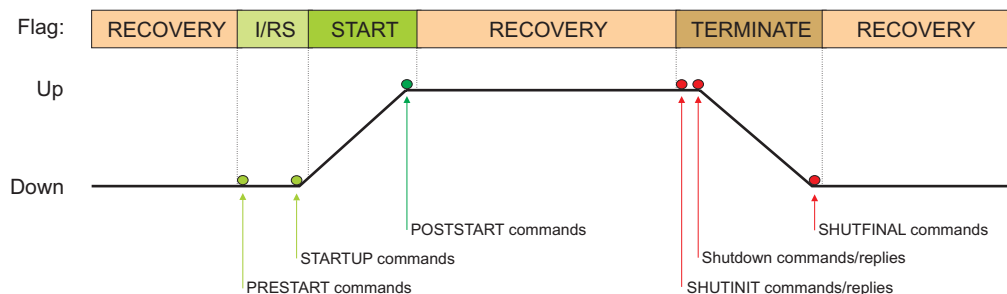 Flag: RECOVERY I/RS START RECOVERY TERMINATE RECOVERY
Up
Down
POSTSTART commands
SHUTFINAL commands
STARTUP commands
Shutdown commands/replies
PRESTART commands
SHUTINIT commands/replies